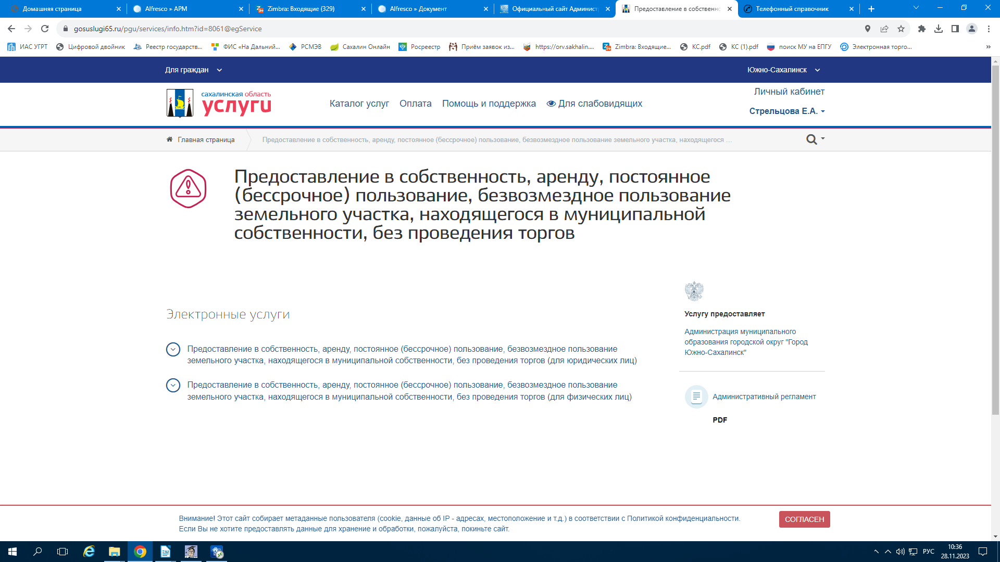 Домашняя страница
Alfresco » АРМ
Zimbra: Входящие (329)
Alfresco » Документ
Официальный сайт Админист
Предоставление в собственно
Телефонный справочник
gosuslugi65.ru/pgu/services/info.htm?id=8061@egService
ИАС УГРТ
Цифровой двойник
Реестр государств...
ФИС «На Дальний...
РСМЭВ
Сахалин Онлайн
Росреестр
Приём заявок из...
https://orv.sakhalin....
Zimbra: Входящие...
КС.pdf
КС (1).pdf
поиск МУ на ЕПГУ
Электронная торго...
»
Для граждан
Южно-Сахалинск
сахалинская область
услуги
Каталог услуг
Оплата
Помощь и поддержка
Для слабовидящих
Личный кабинет
Стрельцова Е.А.
Главная страница
Предоставление в собственность, аренду, постоянное (бессрочное) пользование, безвозмездное пользование земельного участка, находящегося ...
Предоставление в собственность, аренду, постоянное
(бессрочное) пользование, безвозмездное пользование
земельного участка, находящегося в муниципальной
собственности, без проведения торгов
Электронные услуги
Предоставление в собственность, аренду, постоянное (бессрочное) пользование, безвозмездное пользование
земельного участка, находящегося в муниципальной собственности, без проведения торгов (для юридических лиц)
Предоставление в собственность, аренду, постоянное (бессрочное) пользование, безвозмездное пользование
земельного участка, находящегося в муниципальной собственности, без проведения торгов (для физических лиц)
Услугу предоставляет
Администрация муниципального
образования городской округ "Город
Южно-Сахалинск"
Административный регламент
PDF
Внимание! Этот сайт собирает метаданные пользователя (cookie, данные об IP - адресах, местоположение и т.д.) в соответствии с Политикой конфиденциальности.
Если Вы не хотите предоставлять данные для хранения и обработки, пожалуйста, покиньте сайт.
СОГЛАСЕН
РУС
10:36
28.11.2023